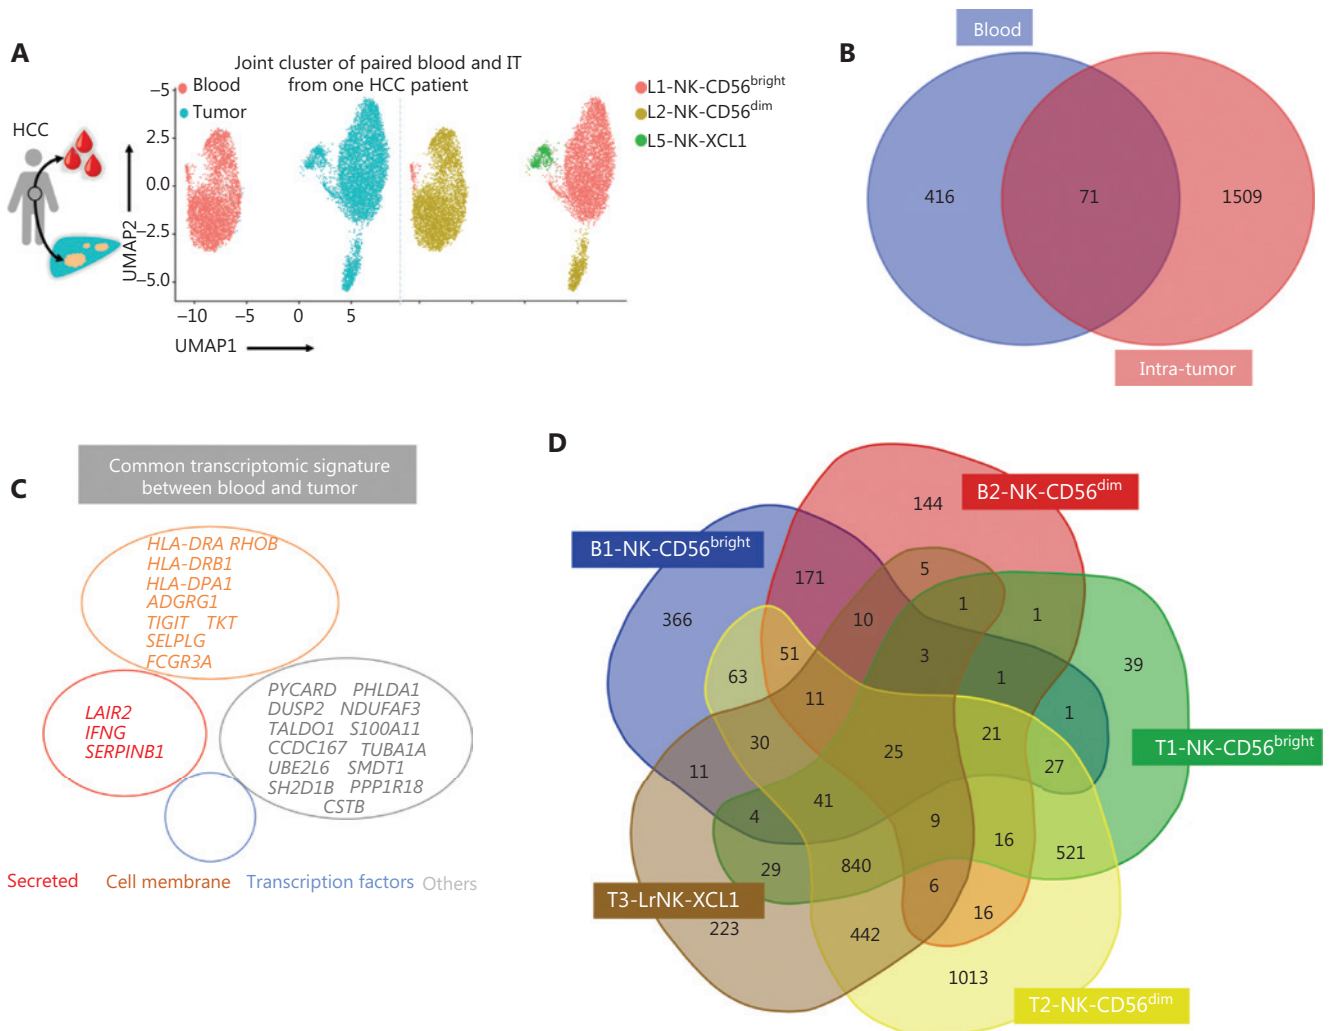 A
Joint cluster of paired blood and IT
from one HCC patient
Blood
Tumor
L1-NK-CD56bright
L2-NK-CD56dim
L5-NK-XCL1
HCC
UMAP2
−5
2.5
0.0
−2.5
−5.0
−10
−5
0
5
UMAP1
B
Blood
416
71
1509
Intra-tumor
C
Common transcriptomic signature
between blood and tumor
HLA-DRA RHOB
HLA-DRB1
HLA-DPA1
ADGRG1
TIGIT TKT
SELPLG
FCGR3A
LAIR2
IFNG
SERPINB1
PYCARD PHLDA1
DUSP2 NDUFAF3
TALDO1 S100A11
CCDC167 TUBA1A
UBE2L6 SMDT1
SH2D1B PPP1R18
CSTB
Secreted
Cell membrane
Transcription factors
Others
D
B2-NK-CD56dim
B1-NK-CD56bright
T1-NK-CD56bright
T3-LrNK-XCL1
T2-NK-CD56dim
144
171
5
1
1
366
10
3
39
51
63
11
1
1
30
25
21
27
11
41
4
9
16
521
29
840
6
16
223
442
1013